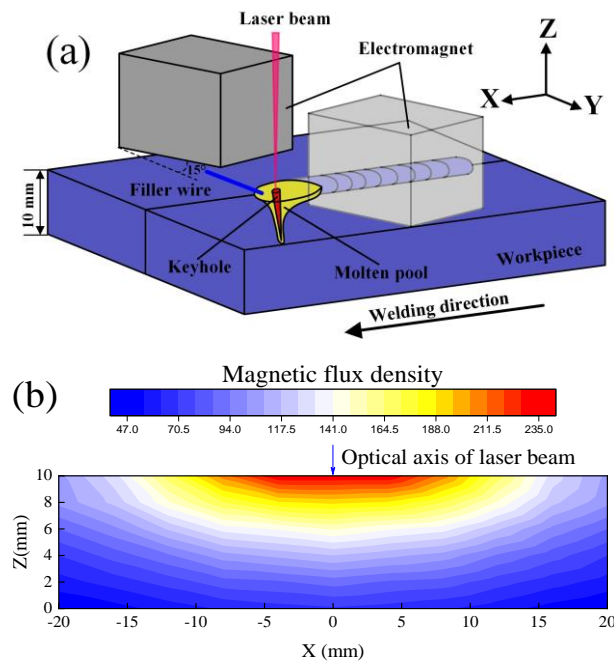 (a)
Laser beam
Electromagnet
Z
X
Y
15°
Filler wire
10 mm
Keyhole
Molten pool
Workpiece
Welding direction
(b)
Magnetic flux density
47.0 70.5 94.0 117.5 141.0 164.5 188.0 211.5 235.0
Optical axis of laser beam
10
8
6
4
2
0
Z(mm)
-20 -15 -10 -5 0 5 10 15 20
X (mm)